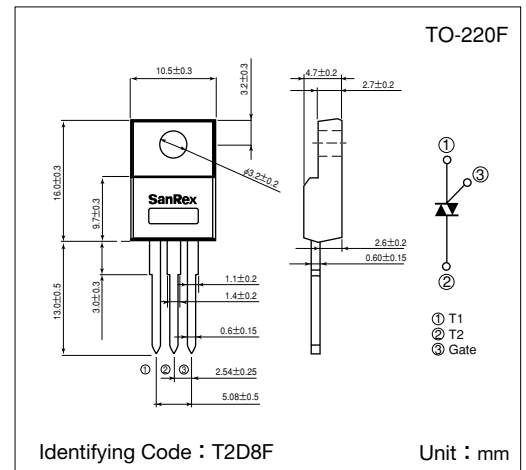 TO-220F
10.5±0.3
3.2±0.3
4.7±0.2
2.7±0.2
16.0±0.3
9.7±0.3
φ3.2±0.2
SanRex
13.0±0.5
3.0±0.3
1.1±0.2
1.4±0.2
0.6±0.15
2.6±0.2
0.60±0.15
① ② ③
2.54±0.25
5.08±0.5
①
③
②
① T1
② T2
③ Gate
Identifying Code：T2D8F
Unit：mm